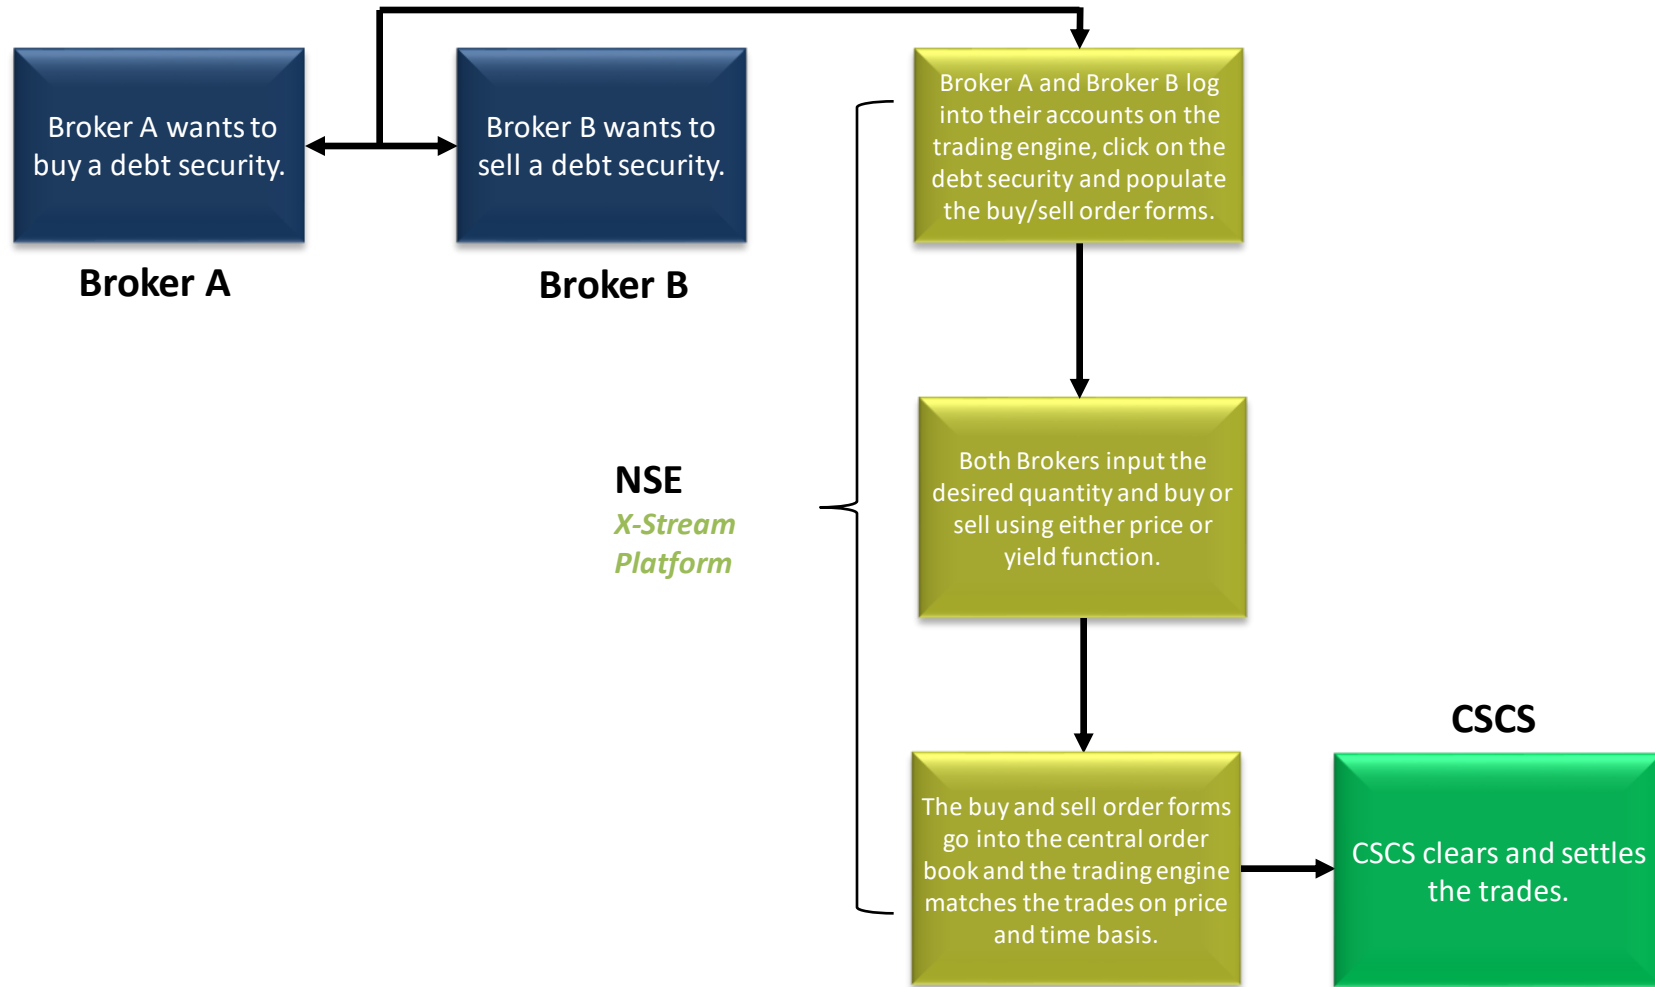 Broker A wants to
buy a debt security.
Broker A
Broker B wants to
sell a debt security.
Broker B
Broker A and Broker B log
into their accounts on the
trading engine, click on the
debt security and populate
the buy/sell order forms.
NSE
X-Stream
Platform
Both Brokers input the
desired quantity and buy or
sell using either price or
yield function.
The buy and sell order forms
go into the central order
book and the trading engine
matches the trades on price
and time basis.
CSCS
CSCS clears and settles
the trades.